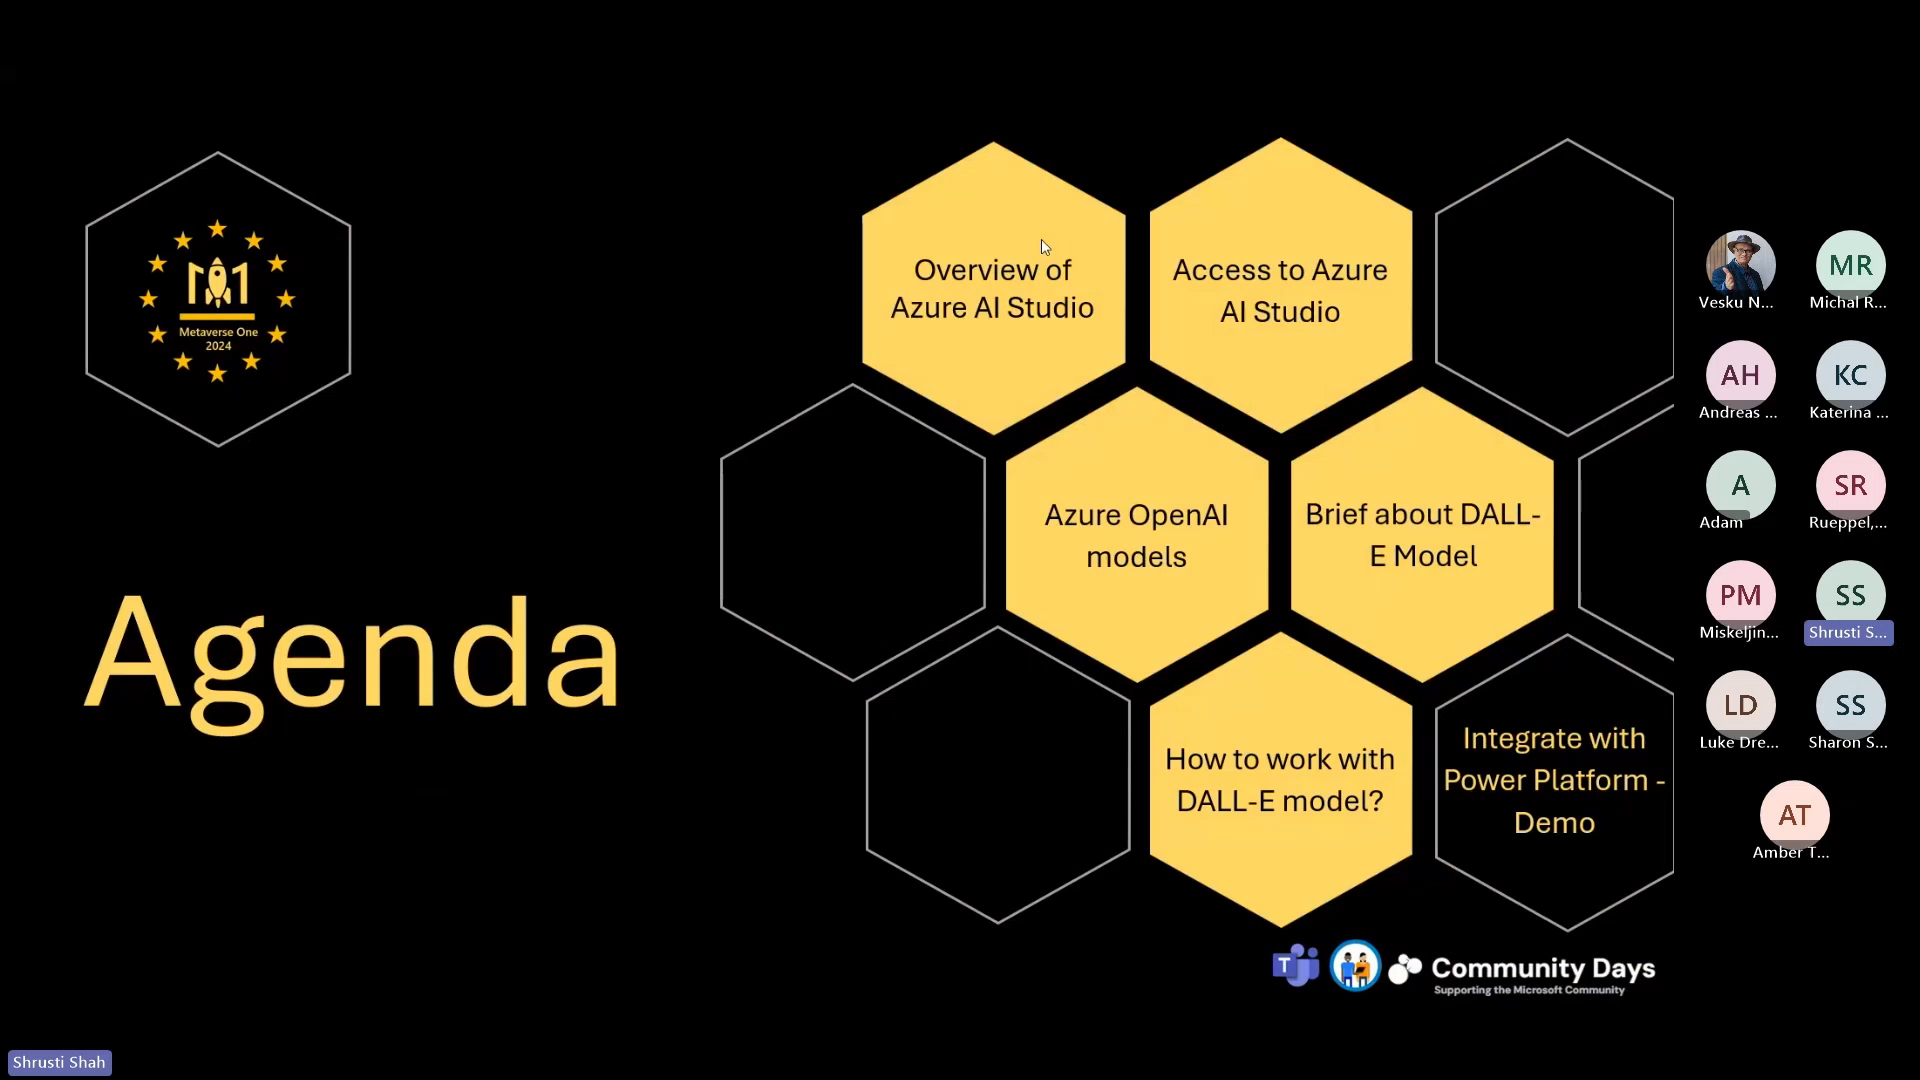 Metaverse One
2024
Agenda
Overview of
Azure AI Studio
Access to Azure
AI Studio
Azure OpenAI
models
Brief about DALL-
E Model
How to work with
DALL-E model?
Integrate with
Power Platform -
Demo
T
Community Days
Supporting the Microsoft Community
Vesku N...
MR
Michal R...
AH
Andreas ...
KC
Katerina ...
A
Adam
SR
Rueppel,...
PM
Miskeljin...
SS
Shrusti S...
LD
Luke Dre...
SS
Sharon S...
AT
Amber T...
Shrusti Shah